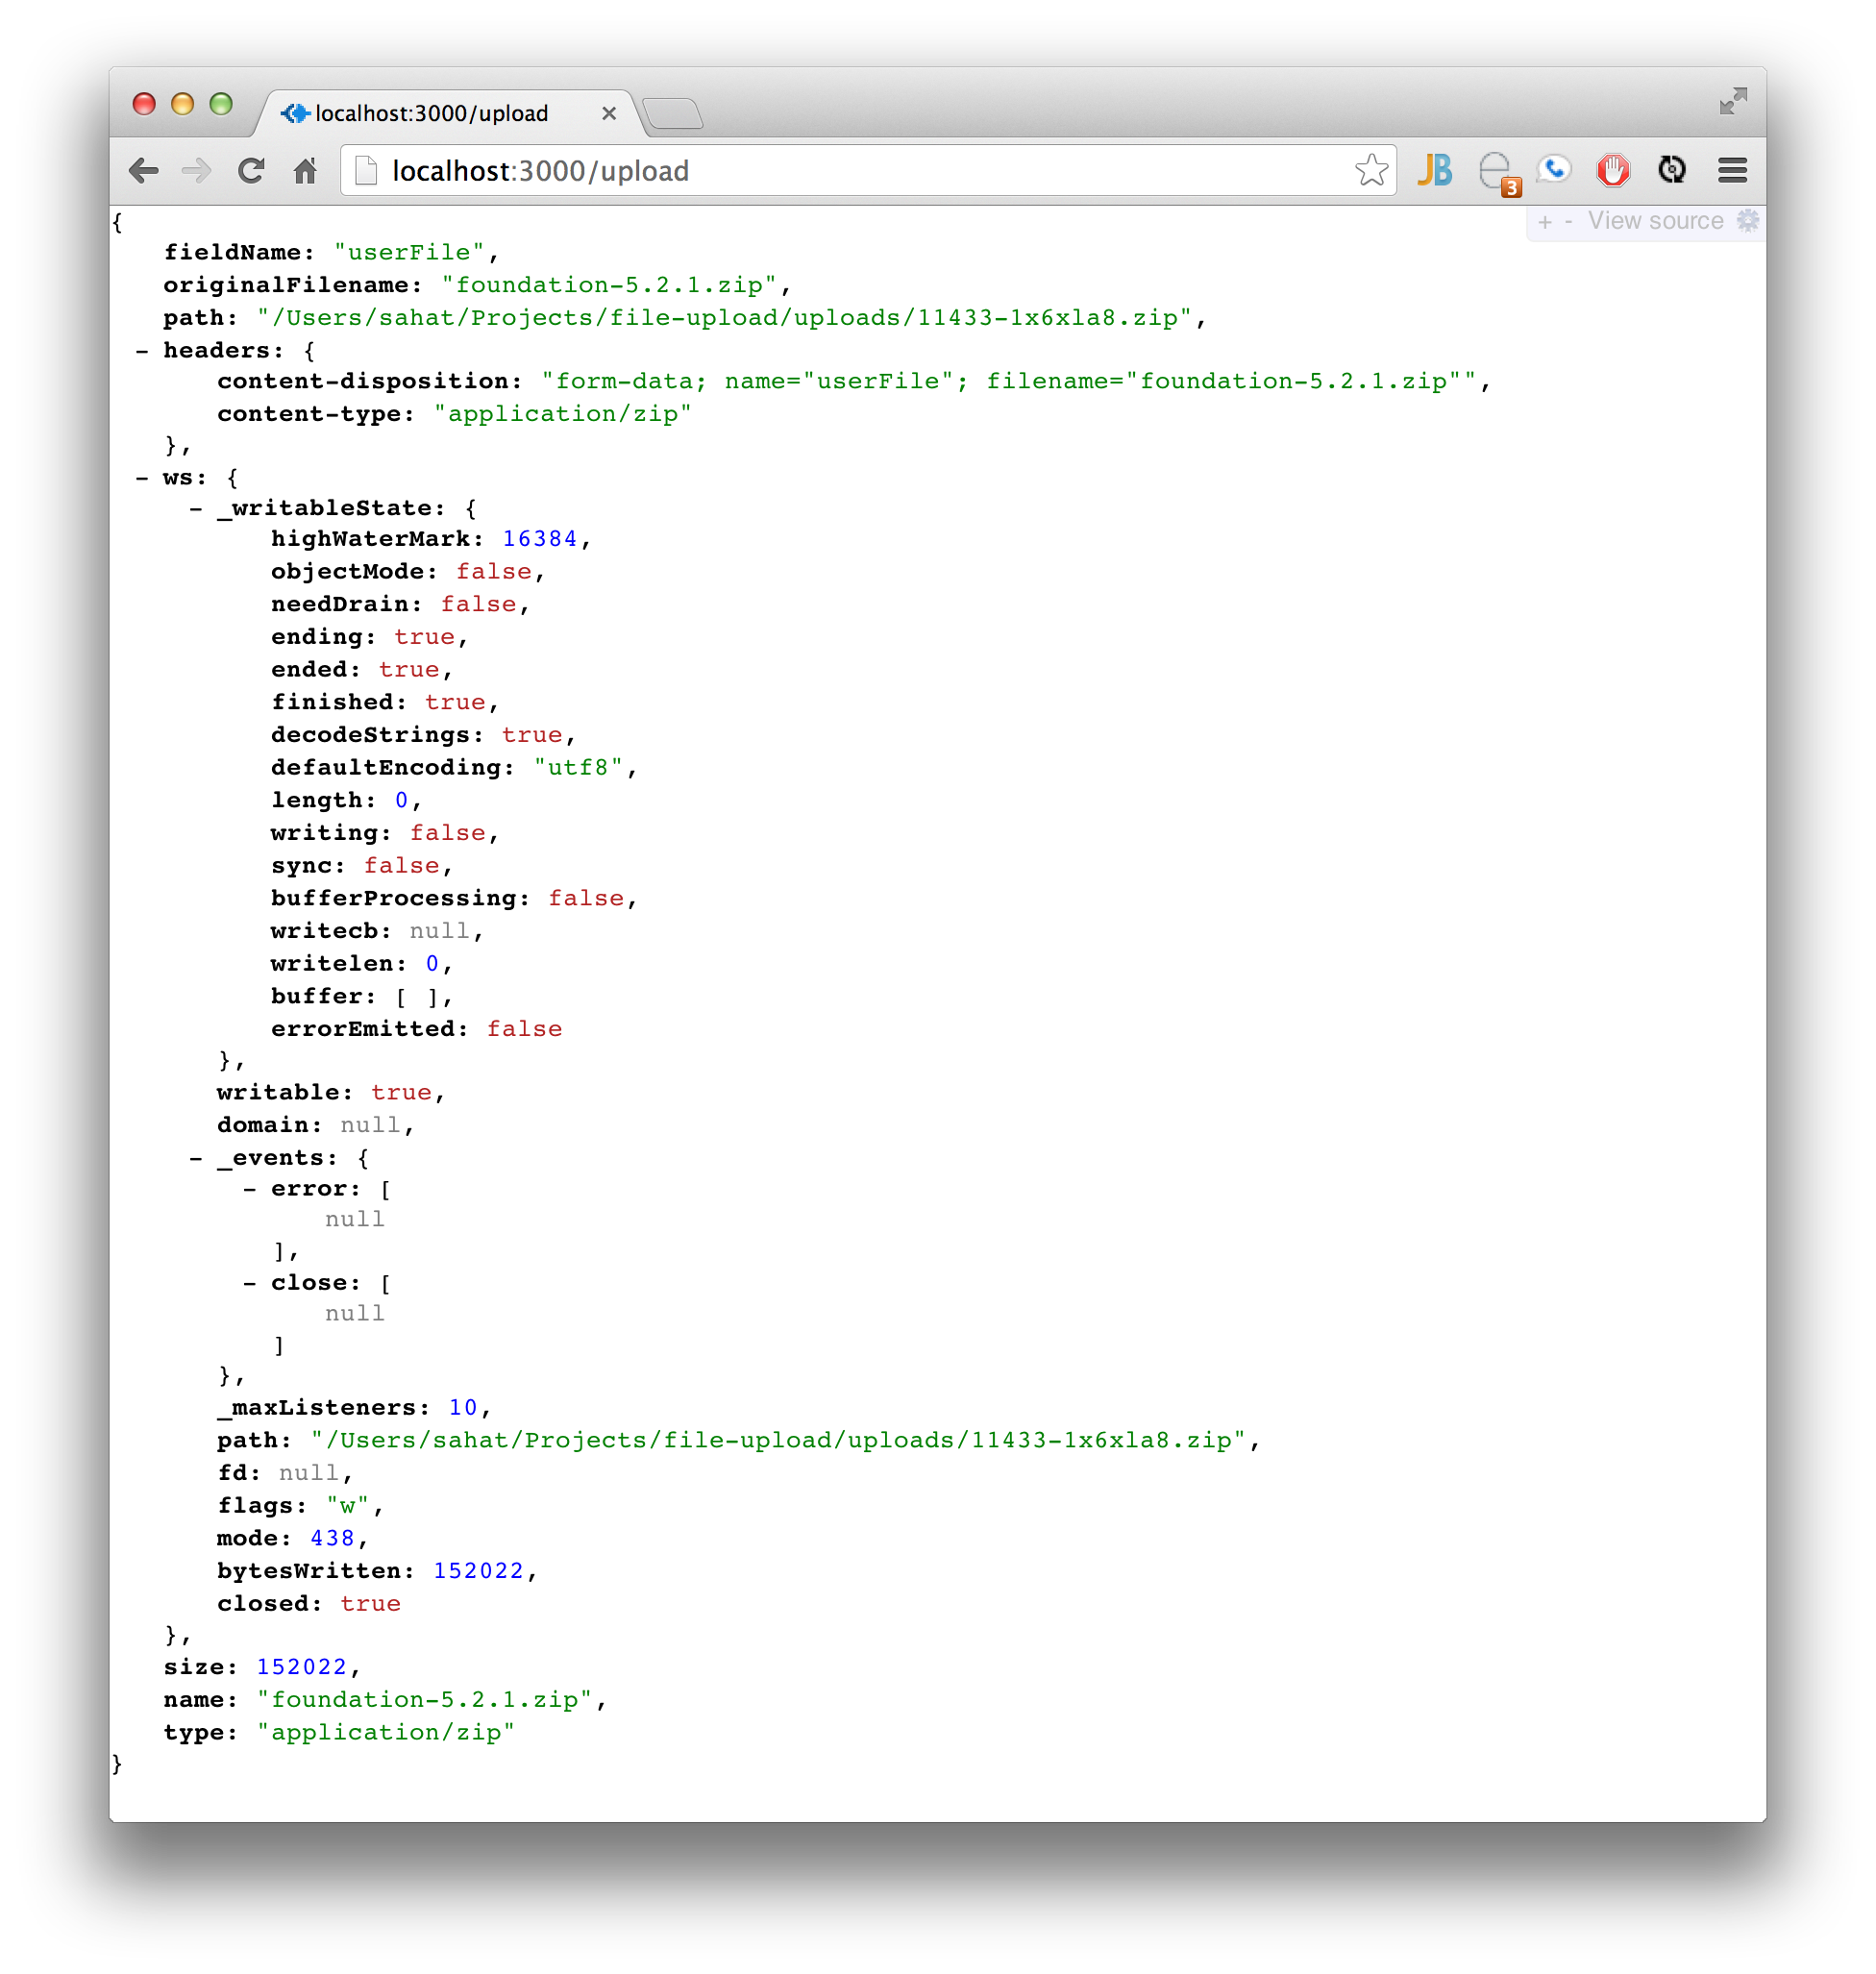 localhost:3000/upload
localhost:3000/upload
JB
3
+ - View source
{
fieldName: "userFile",
originalFilename: "foundation-5.2.1.zip",
path: "/Users/sahat/Projects/file-upload/uploads/11433-1x6xla8.zip",
- headers: {
content-disposition: "form-data; name="userFile"; filename="foundation-5.2.1.zip"",
content-type: "application/zip"
},
- ws: {
- _writableState: {
highWaterMark: 16384,
objectMode: false,
needDrain: false,
ending: true,
ended: true,
finished: true,
decodeStrings: true,
defaultEncoding: "utf8",
length: 0,
writing: false,
sync: false,
bufferProcessing: false,
writecb: null,
writelen: 0,
buffer: [ ],
errorEmitted: false
},
writable: true,
domain: null,
- _events: {
- error: [
null
],
- close: [
null
]
},
_maxListeners: 10,
path: "/Users/sahat/Projects/file-upload/uploads/11433-1x6xla8.zip",
fd: null,
flags: "w",
mode: 438,
bytesWritten: 152022,
closed: true
},
size: 152022,
name: "foundation-5.2.1.zip",
type: "application/zip"
}